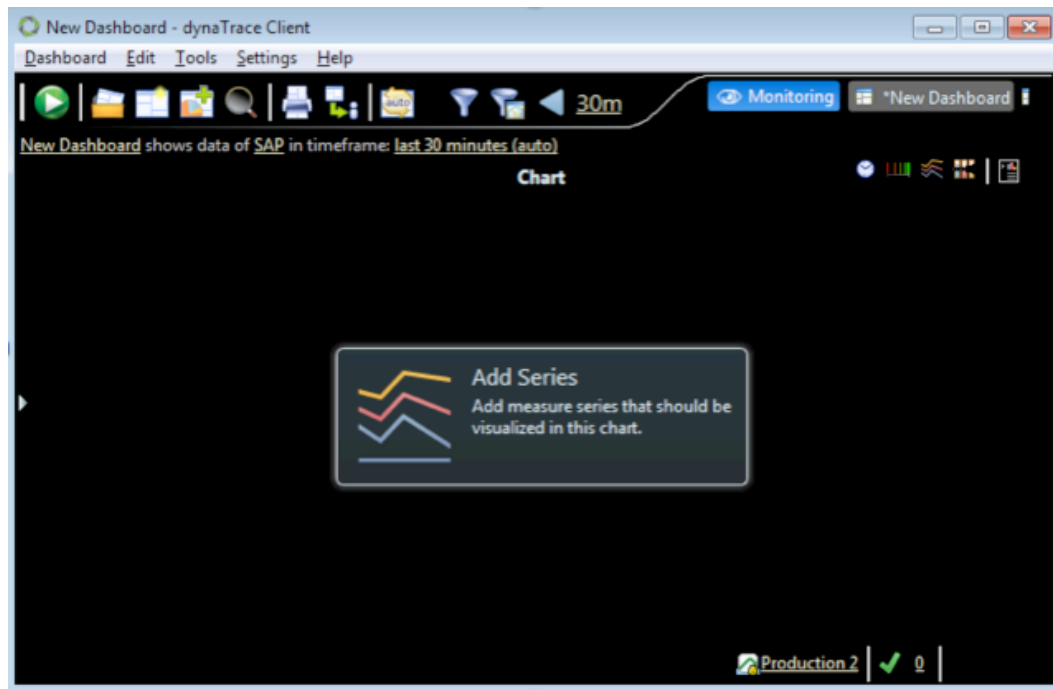 New Dashboard - dynaTrace Client
Dashboard Edit Tools Settings Help
auto 30m Monitoring *New Dashboard
New Dashboard shows data of SAP in timeframe: last 30 minutes (auto)
Chart
Add Series
Add measure series that should be
visualized in this chart.
Production 2 0